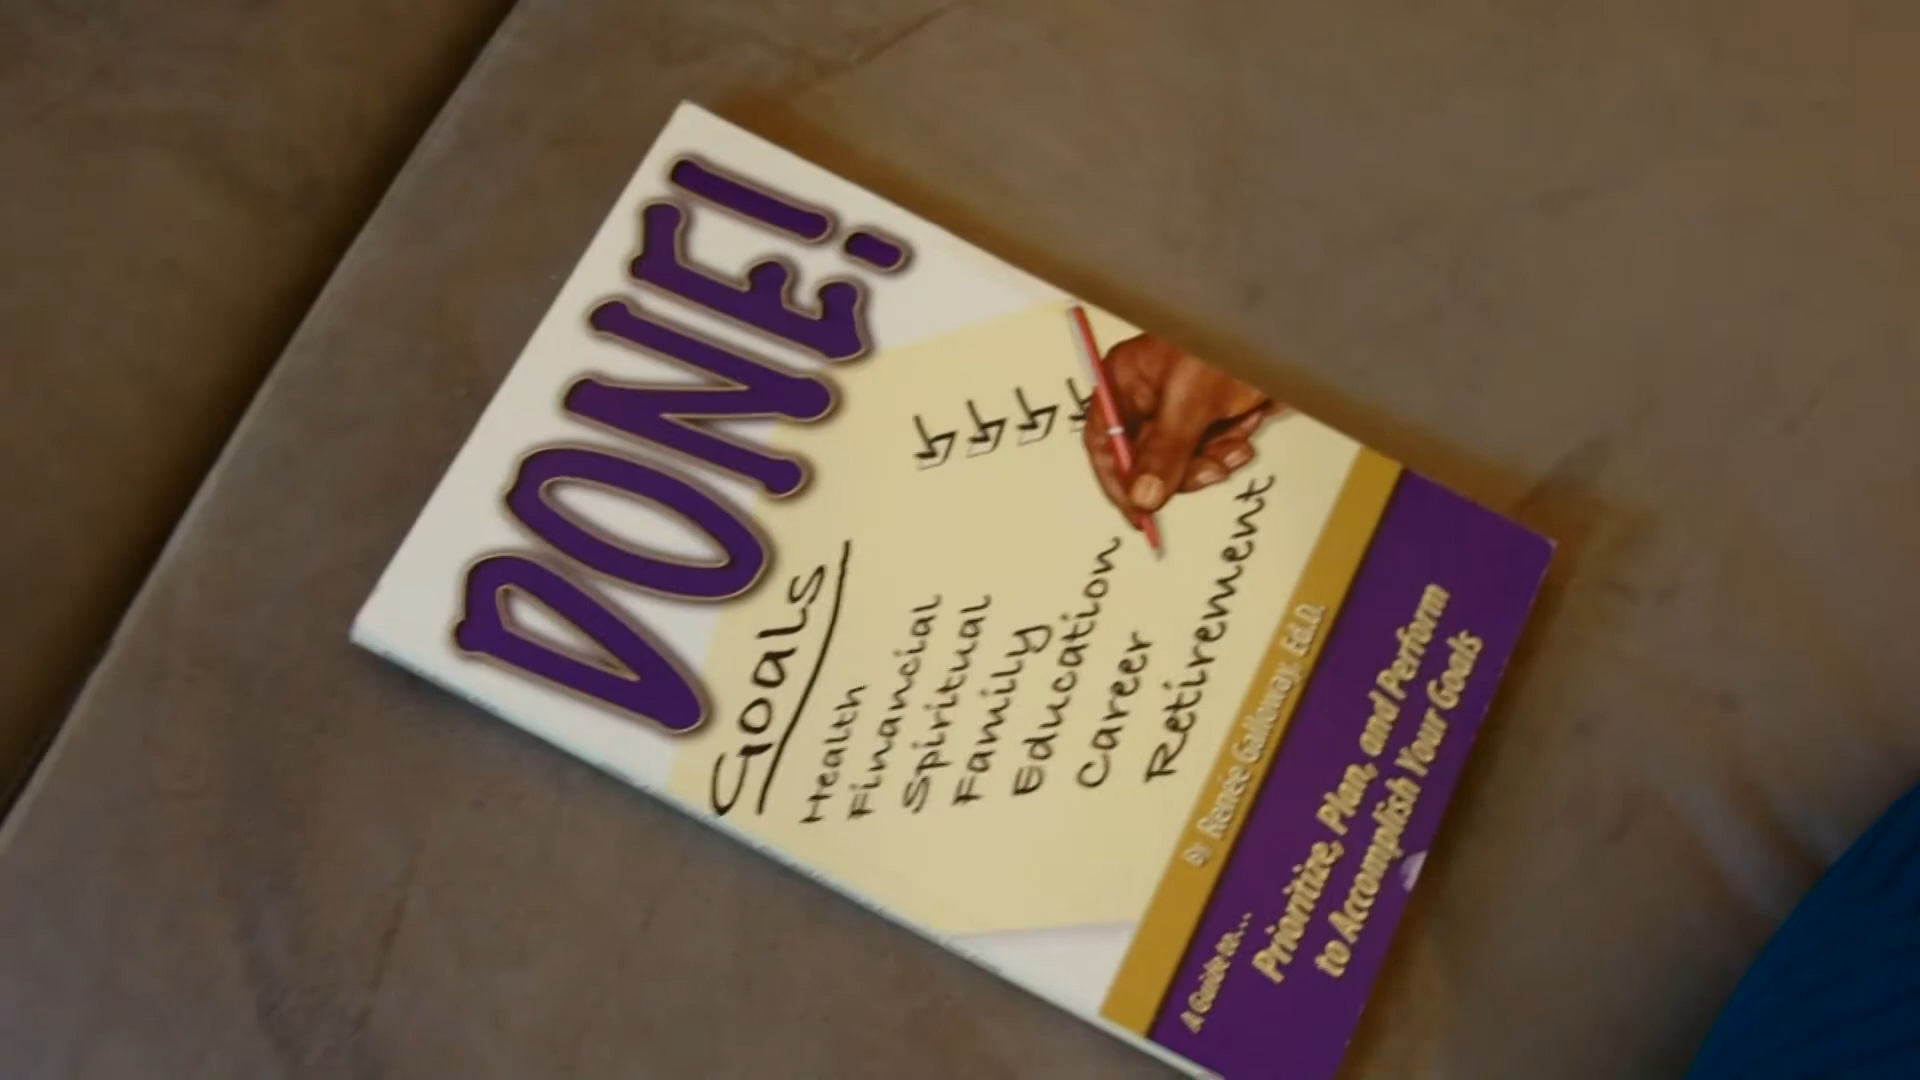 DONE!
Goals
Health
Financial
Spiritual
Family
Education
Career
Retirement
By Renee Galloway, Ed.D.
A Guide to...
Prioritize, Plan, and Perform
to Accomplish Your Goals